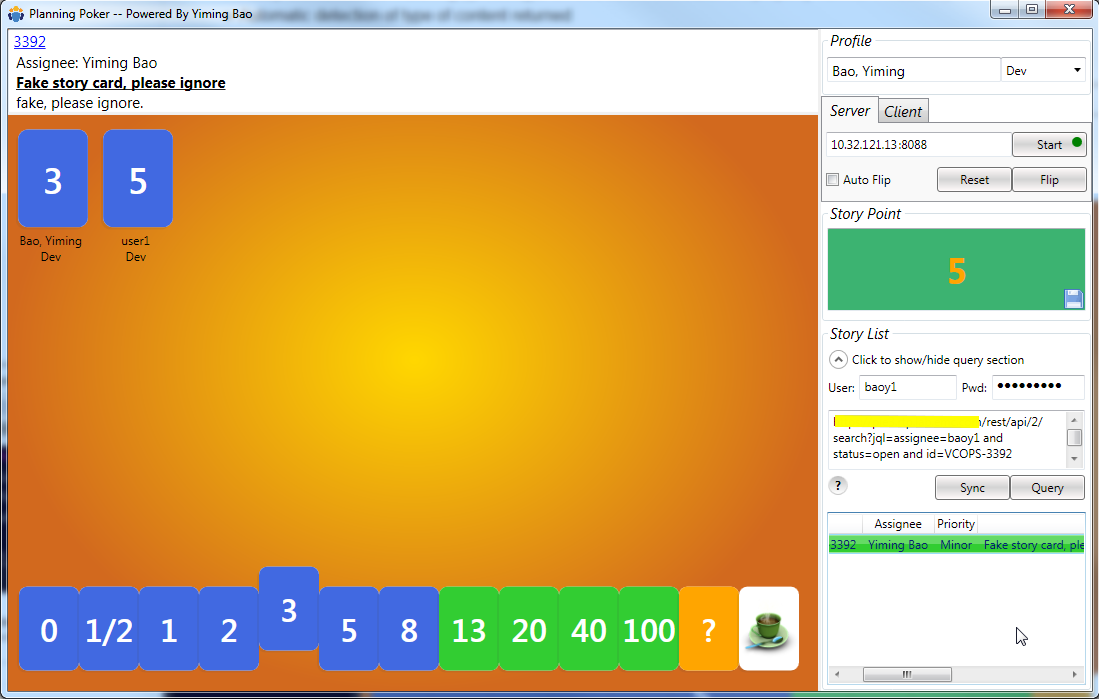 Planning Poker -- Powered By Yiming Bao
3392
Assignee: Yiming Bao
Fake story card, please ignore
fake, please ignore.
3
5
Bao, Yiming
Dev
user1
Dev
0
1/2
1
2
3
5
8
13
20
40
100
?
Profile
Bao, Yiming
Dev
Server
Client
10.32.121.13:8088
Start
Auto Flip
Reset
Flip
Story Point
5
Story List
Click to show/hide query section
User: baoy1 Pwd: ●●●●●●●●●
/rest/api/2/
search?jql=assignee=baoy1 and
status=open and id=VCOPS-3392
?
Sync
Query
Assignee Priority
3392 Yiming Bao Minor Fake story card, ple